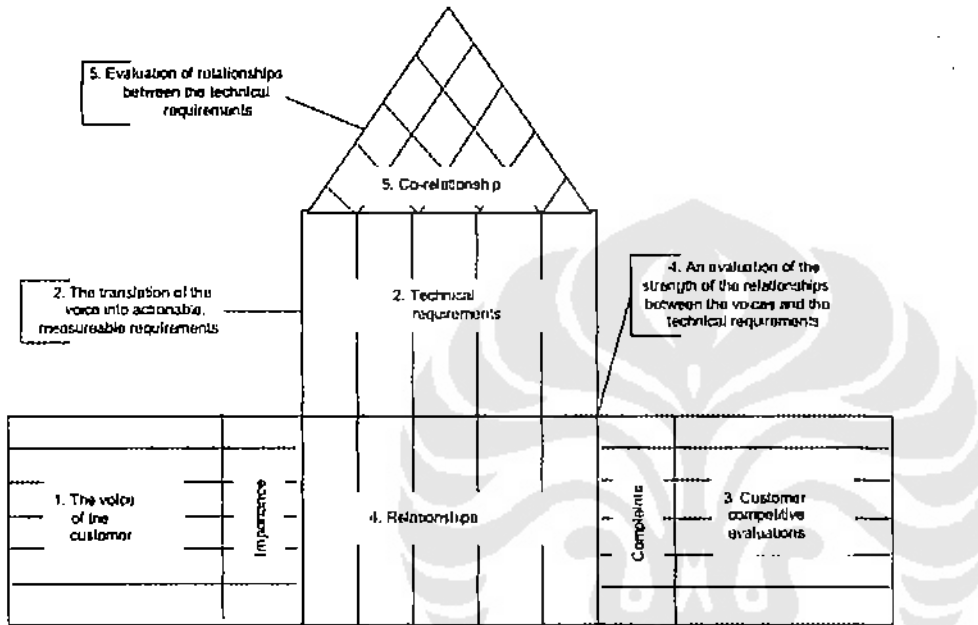 5. Evaluation of relationships
between the technical
requirements
5. Co-relationship
2. The translation of the
voice into actionable,
measureable requirements
2. Technical
requirements
4. An evaluation of the
strength of the relationships
between the voices and the
technical requirements
1. The voice
of the
customer
Importance
4. Relationships
Complaints
3. Customer
competitive
evaluations